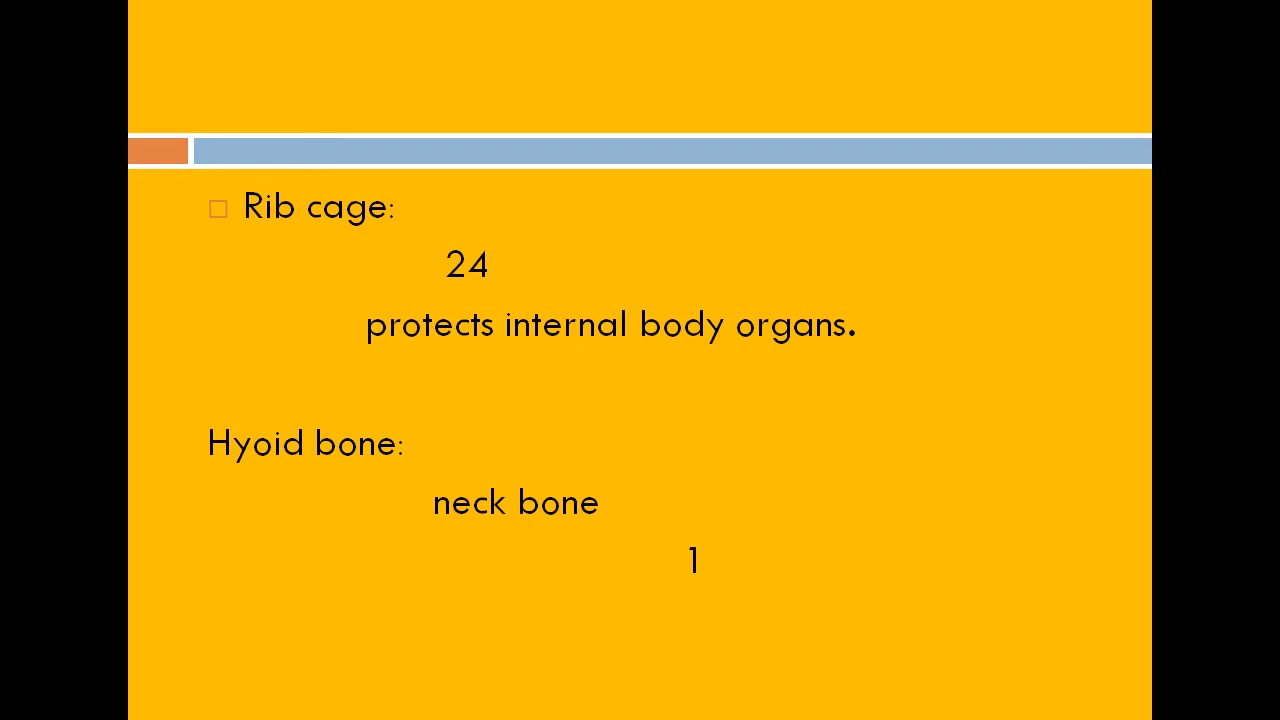 Rib cage:
24
protects internal body organs.
Hyoid bone:
neck bone
1